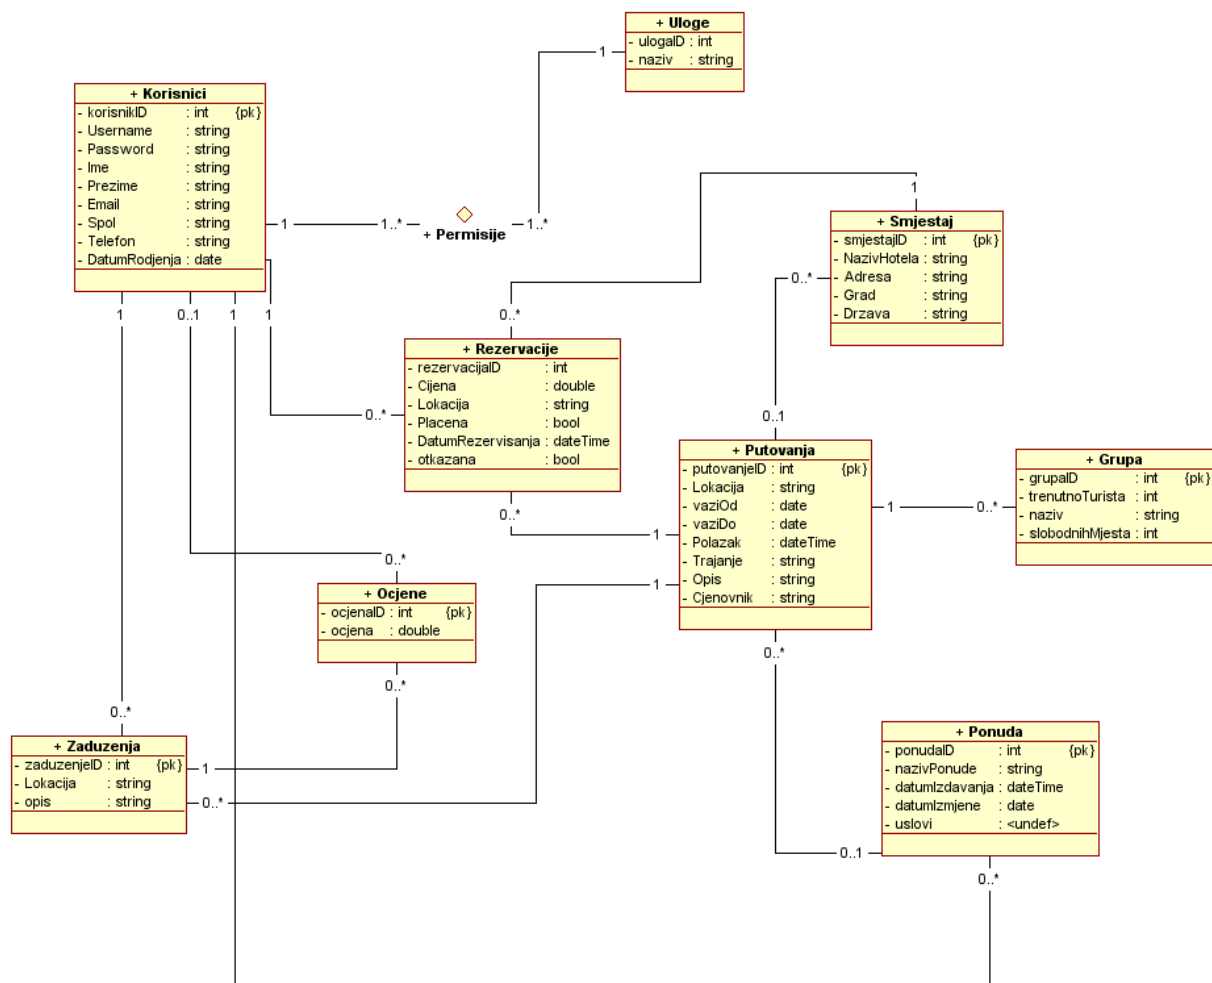 + Uloge
- ulogaID : int
- naziv : string
1
+ Korisnici
- korisnikID : int {pk}
- Username : string
- Password : string
- Ime : string
- Prezime : string
- Email : string
- Spol : string
- Telefon : string
- DatumRodjenja : date
1
1..*
+ Permisije
1..*
1
+ Smjestaj
- smjestajID : int {pk}
- NazivHotela : string
- Adresa : string
- Grad : string
- Drzava : string
0..*
1
0..1
1
0..*
+ Rezervacije
- rezervacijaID : int
- Cijena : double
- Lokacija : string
- Placena : bool
- DatumRezervisanja : dateTime
- otkazana : bool
0..*
0..*
0..1
+ Putovanja
- putovanjeID : int {pk}
- Lokacija : string
- vaziOd : date
- vaziDo : date
- Polazak : dateTime
- Trajanje : string
- Opis : string
- Cjenovnik : string
1
1
1
0..*
+ Grupa
- grupaID : int {pk}
- trenutnoTurista : int
- naziv : string
- slobodnihMjesta : int
0..*
+ Ocjene
- ocjenaID : int {pk}
- ocjena : double
0..*
0..*
0..*
+ Zaduzenja
- zaduzenjeID : int {pk}
- Lokacija : string
- opis : string
1
0..*
+ Ponuda
- ponudaID : int {pk}
- nazivPonude : string
- datumIzdavanja : dateTime
- datumIzmjene : date
- uslovi : <undef>
0..1
0..*